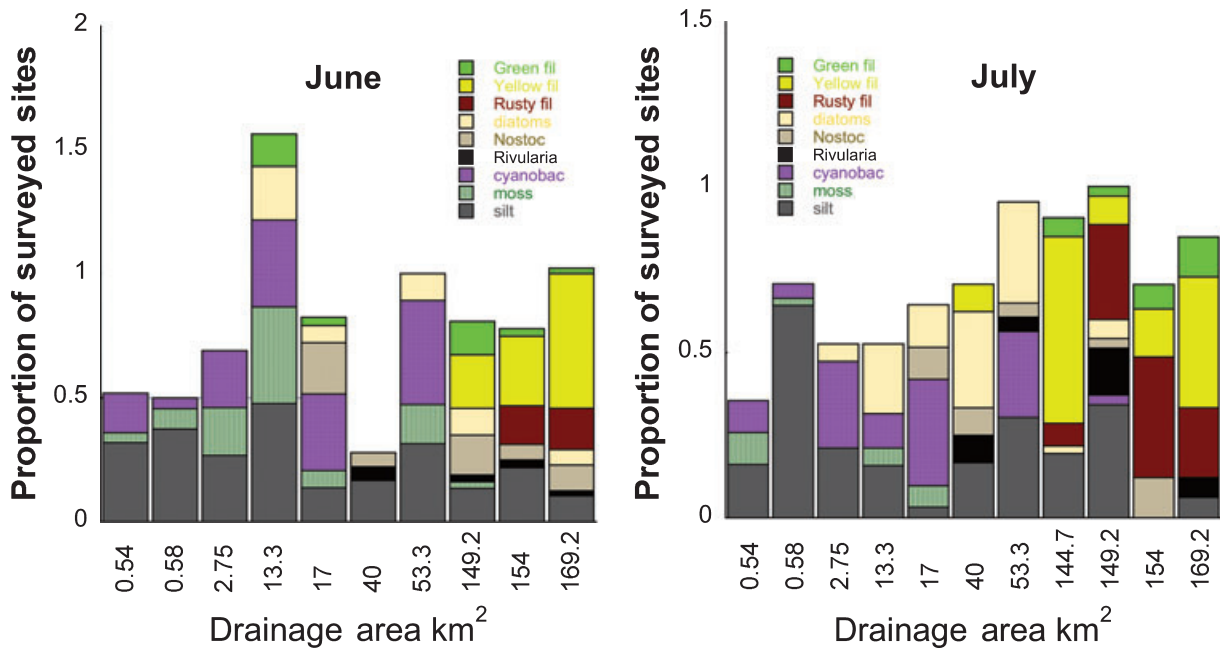 Proportion of surveyed sites
2
1.5
1
0.5
0
June
Green fil
Yellow fil
Rusty fil
diatoms
Nostoc
Rivularia
cyanobac
moss
silt
0.54
0.58
2.75
13.3
17
40
53.3
149.2
154
169.2
Drainage area km²
Proportion of surveyed sites
1.5
1
0.5
0
July
Green fil
Yellow fil
Rusty fil
diatoms
Nostoc
Rivularia
cyanobac
moss
silt
0.54
0.58
2.75
13.3
17
40
53.3
144.7
149.2
154
169.2
Drainage area km²